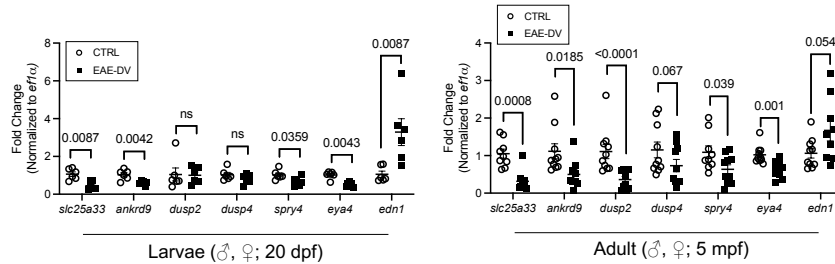 8
6
4
2
0
Fold Change
(Normalized to ef1α)
CTRL
EAE-DV
0.0087
0.0042
ns
ns
0.0359
0.0043
0.0087
slc25a33
ankrd9
dusp2
dusp4
spry4
eya4
edn1
Larvae (♂, ♀; 20 dpf)
4
3
2
1
0
Fold Change
(Normalized to ef1α)
CTRL
EAE-DV
0.0008
0.0185
<0.0001
0.067
0.039
0.001
0.054
slc25a33
ankrd9
dusp2
dusp4
spry4
eya4
edn1
Adult (♂, ♀; 5 mpf)